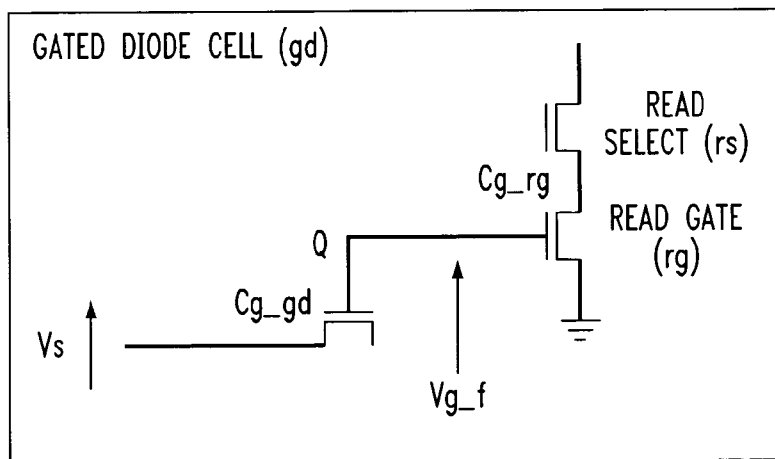 GATED DIODE CELL (gd)
READ
SELECT (rs)
Cg_rg
READ GATE
(rg)
Q
Cg_gd
Vs
Vg_f